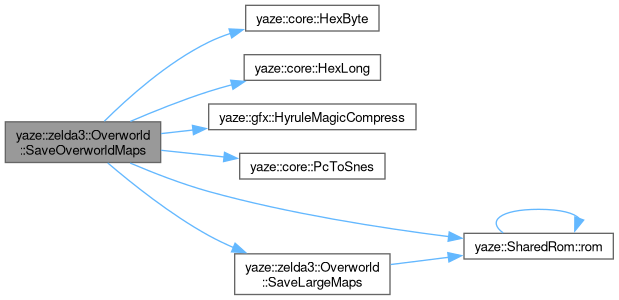 yaze::core::HexByte
yaze::core::HexLong
yaze::zelda3::Overworld
::SaveOverworldMaps
yaze::gfx::HyruleMagicCompress
yaze::core::PcToSnes
yaze::SharedRom::rom
yaze::zelda3::Overworld
::SaveLargeMaps